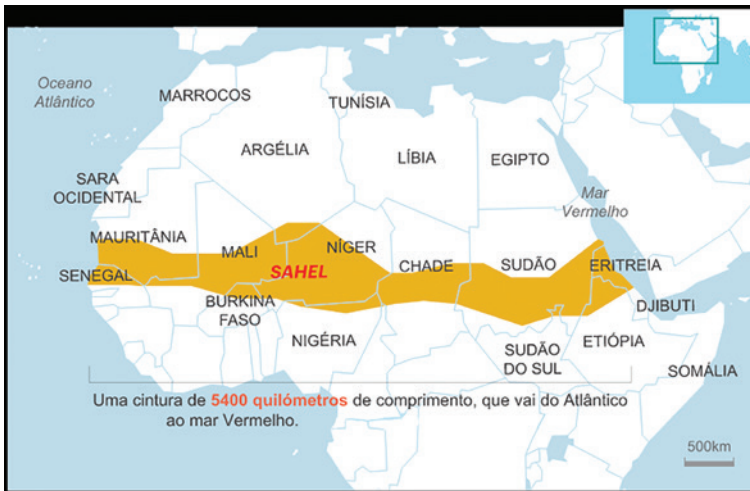 Oceano
Atlântico
MARROCOS
TUNÍSIA
ARGÉLIA
LÍBIA
EGIPTO
SARA
OCIDENTAL
Mar
Vermelho
MAURITÂNIA
MALI
NÍGER
CHADE
SUDÃO
ERITREIA
SENEGAL
SAHEL
BURKINA
FASO
DJIBUTI
NIGÉRIA
SUDÃO
DO SUL
ETIÓPIA
SOMÁLIA
Uma cintura de 5400 quilómetros de comprimento, que vai do Atlântico
ao mar Vermelho.
500km